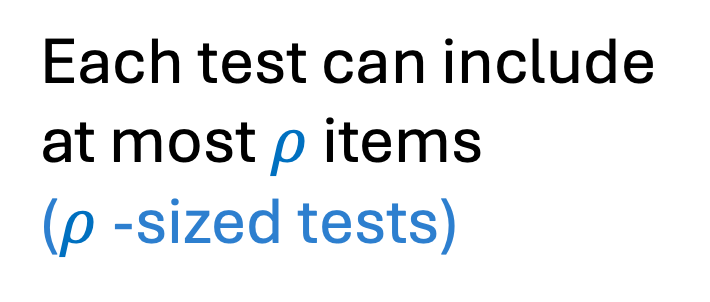 Each test can include
at most ρ items
(ρ -sized tests)